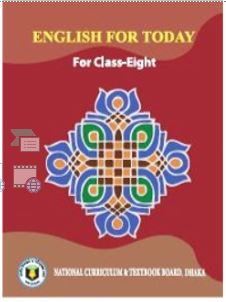 ENGLISH FOR TODAY
For Class-Eight
NATIONAL CURRICULUM & TEXTBOOK BOARD, DHAKA